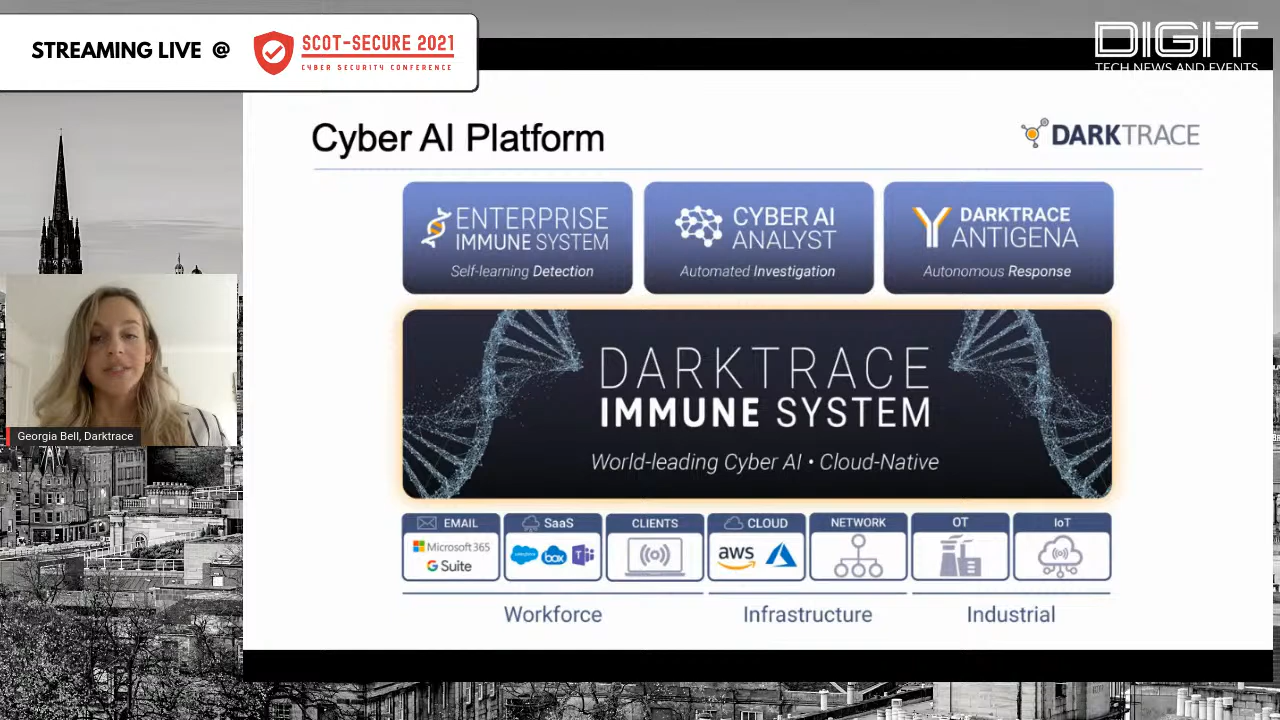 STREAMING LIVE @
SCOT-SECURE 2021
CYBER SECURITY CONFERENCE
DIGIT
TECH NEWS AND EVENTS
Cyber AI Platform
DARKTRACE
ENTERPRISE
IMMUNE SYSTEM
Self-learning Detection
CYBER AI
ANALYST
Automated Investigation
DARKTRACE
ANTIGENA
Autonomous Response
DARKTRACE
IMMUNE SYSTEM
World-leading Cyber AI • Cloud-Native
EMAIL
Microsoft 365
G Suite
SaaS
salesforce
box
CLIENTS
CLOUD
aws
NETWORK
OT
IoT
Workforce
Infrastructure
Industrial
Georgia Bell, Darktrace